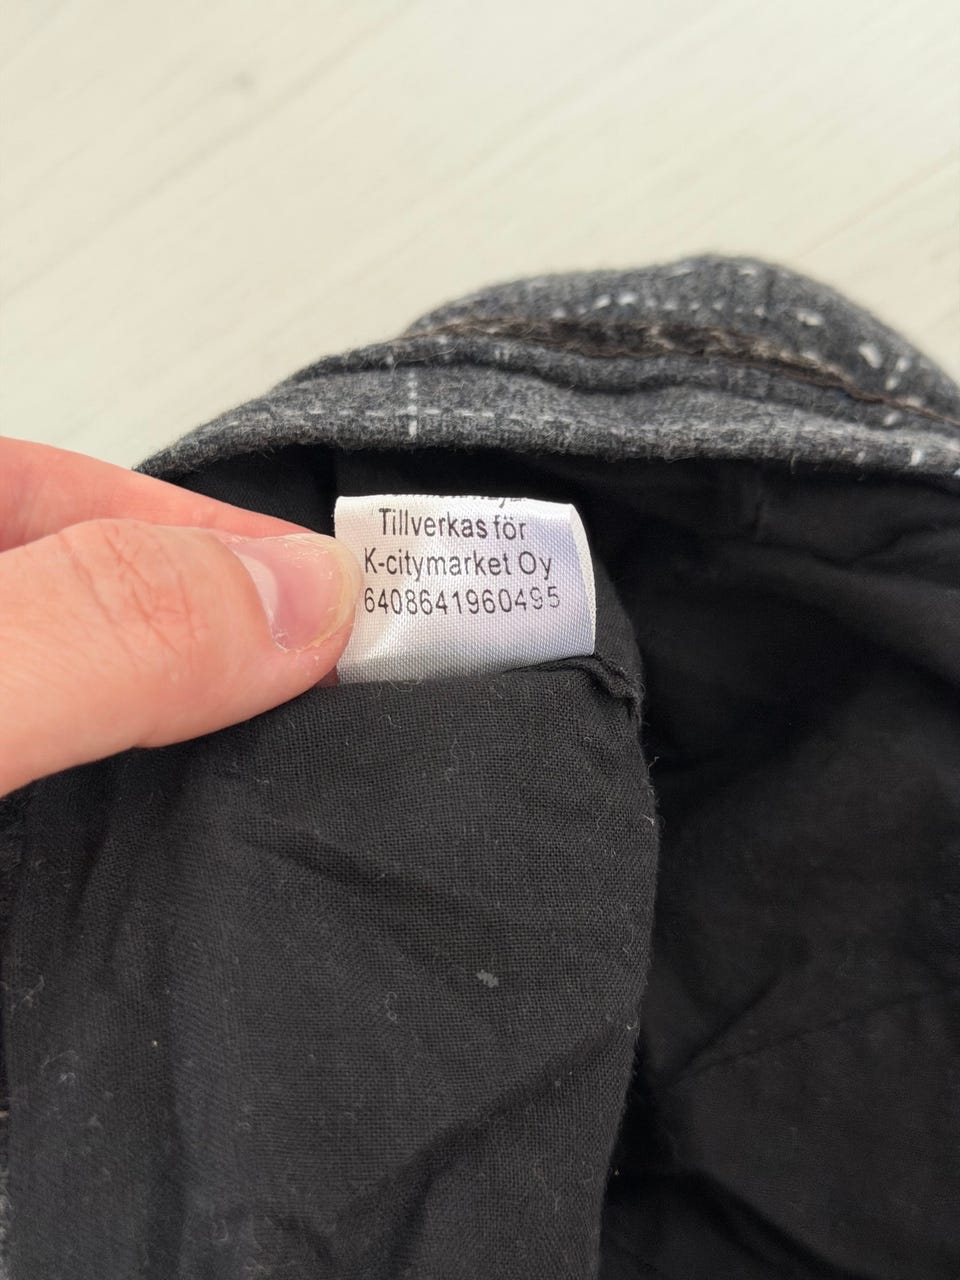 Tillverkas för
K-citymarket Oy
6408641960495